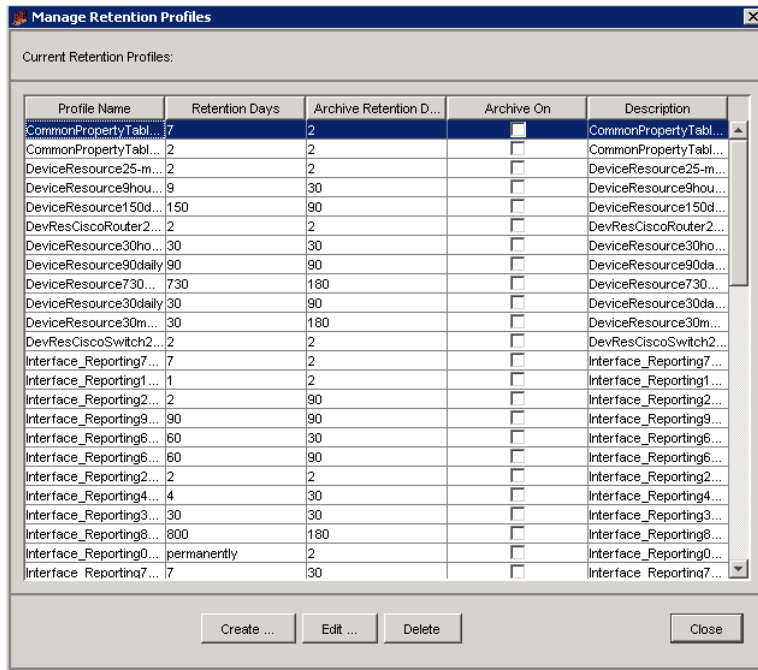 Manage Retention Profiles
Current Retention Profiles:
Profile Name Retention Days Archive Retention D... Archive On Description
CommonPropertyTabl... 7 2 CommonPropertyTabl...
CommonPropertyTabl... 2 2 CommonPropertyTabl...
DeviceResource25-m... 2 2 DeviceResource25-m...
DeviceResource9hou... 9 30 DeviceResource9hou...
DeviceResource150d... 150 90 DeviceResource150d...
DevResCiscoRouter2... 2 2 DevResCiscoRouter2...
DeviceResource30ho... 30 30 DeviceResource30ho...
DeviceResource90daily 90 90 DeviceResource90da...
DeviceResource730... 730 180 DeviceResource730...
DeviceResource30daily 30 90 DeviceResource30da...
DeviceResource30m... 30 180 DeviceResource30m...
DevResCiscoSwitch2... 2 2 DevResCiscoSwitch2...
Interface_Reporting7... 7 2 Interface_Reporting7...
Interface_Reporting1... 1 2 Interface_Reporting1...
Interface_Reporting2... 2 90 Interface_Reporting2...
Interface_Reporting9... 90 90 Interface_Reporting9...
Interface_Reporting6... 60 30 Interface_Reporting6...
Interface_Reporting6... 60 90 Interface_Reporting6...
Interface_Reporting2... 2 2 Interface_Reporting2...
Interface_Reporting4... 4 30 Interface_Reporting4...
Interface_Reporting3... 30 30 Interface_Reporting3...
Interface_Reporting8... 800 180 Interface_Reporting8...
Interface_Reporting0... permanently 2 Interface_Reporting0...
Interface_Reporting7... 7 30 Interface_Reporting7...
Create ... Edit ... Delete Close